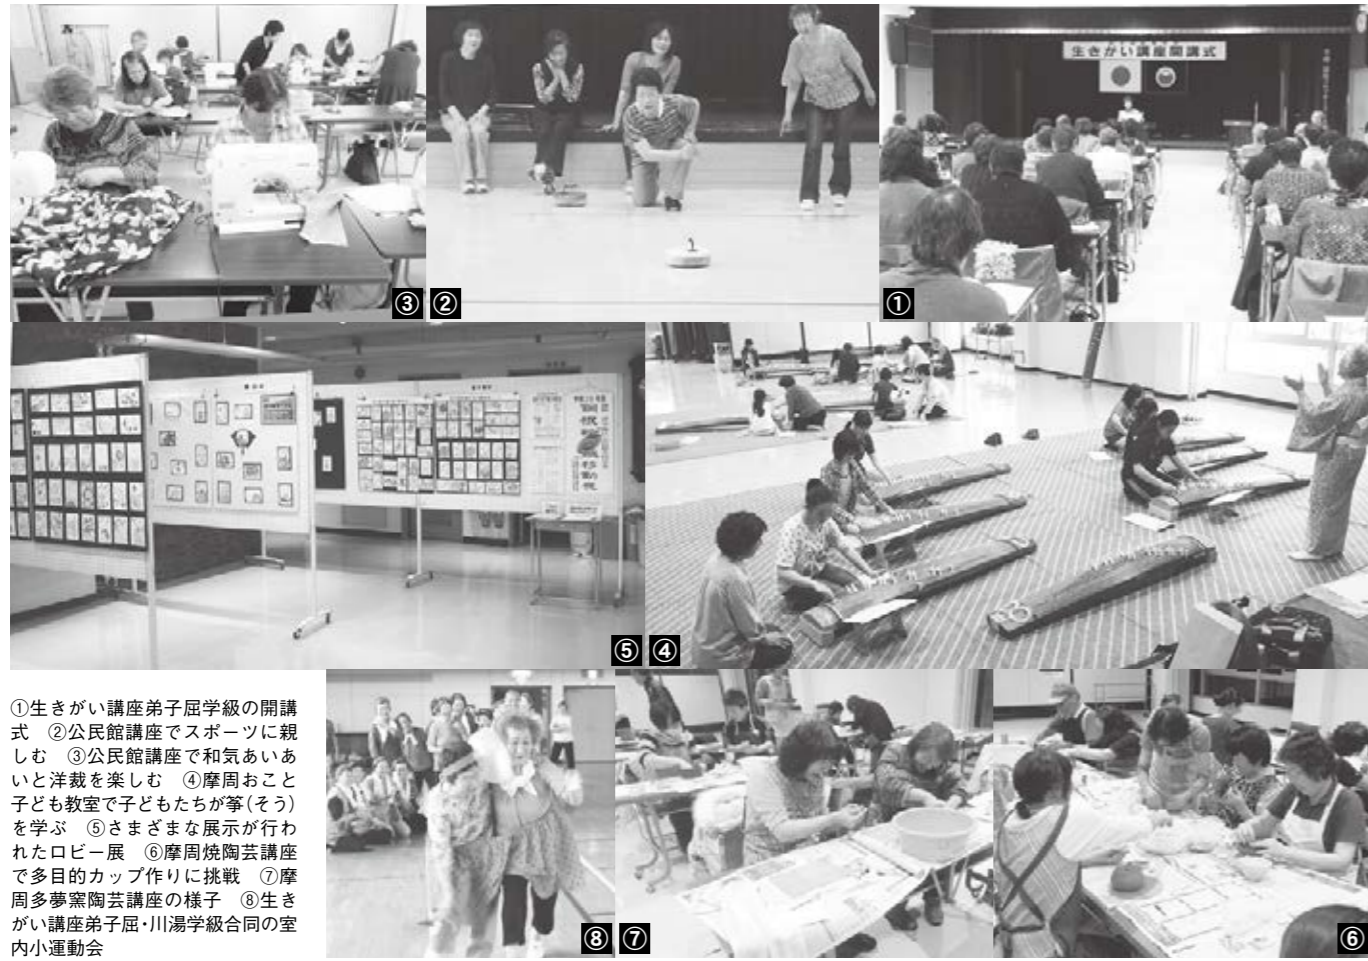 生きがい講座開講式
③
②
①
⑤
④
①生きがい講座弟子屈学級の開講
式　②公民館講座でスポーツに親
しむ　③公民館講座で和気あいあ
いと洋裁を楽しむ　④摩周おこと
子ども教室で子どもたちが箏（そう）
を学ぶ　⑤さまざまな展示が行わ
れたロビー展　⑥摩周焼陶芸講座
で多目的カップ作りに挑戦　⑦摩
周多夢窯陶芸講座の様子　⑧生き
がい講座弟子屈・川湯学級合同の室
内小運動会
⑧
⑦
⑥